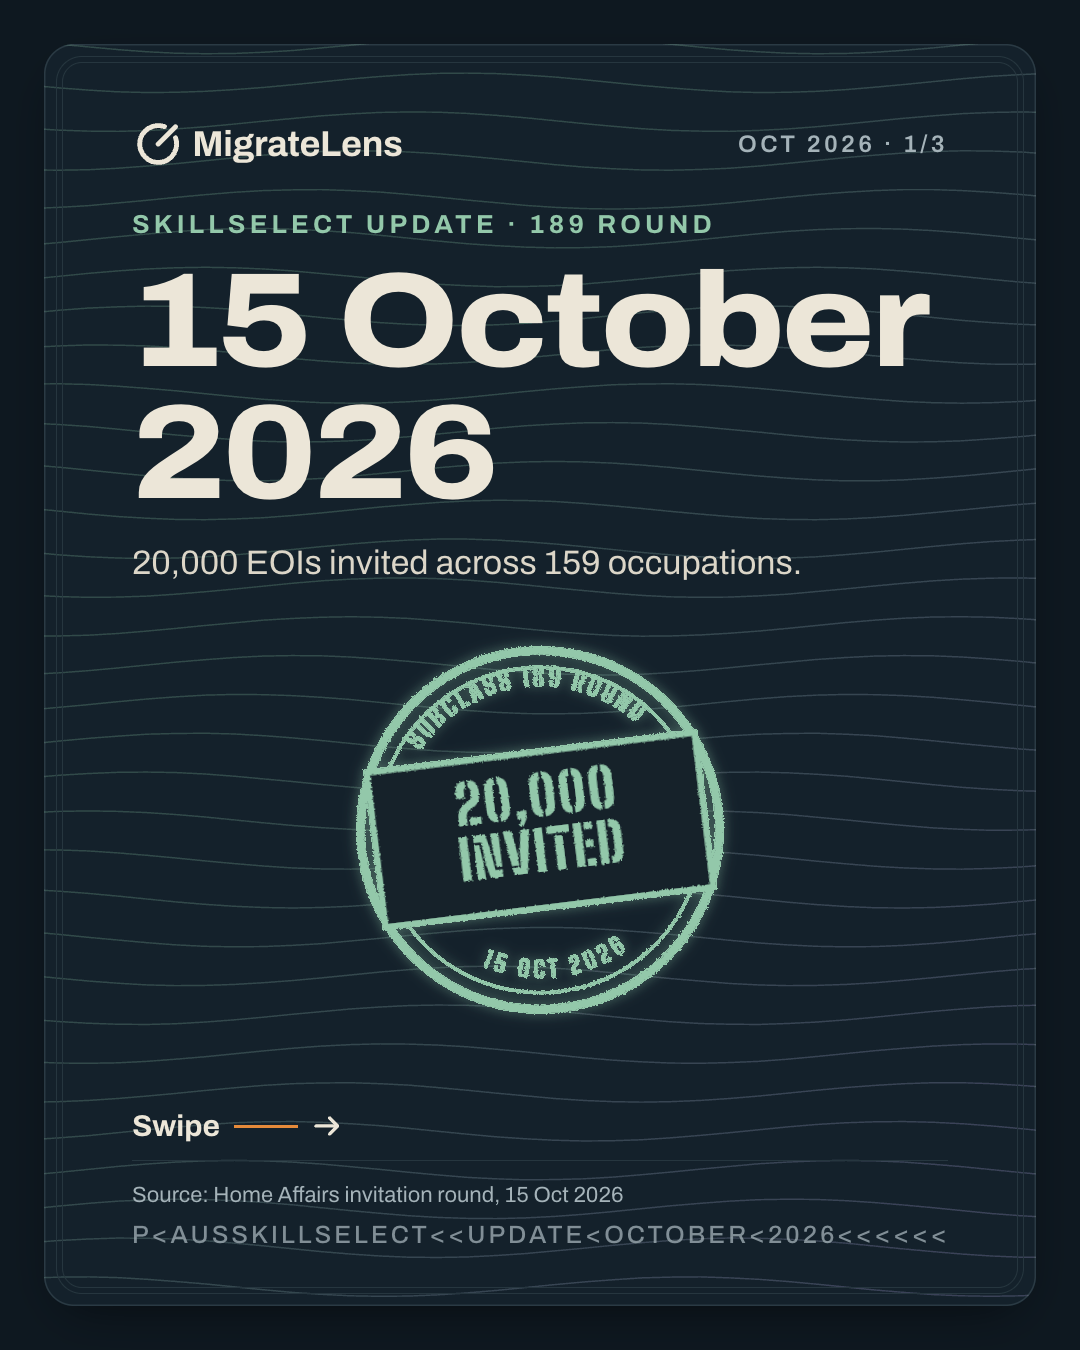 MigrateLens
OCT 2026 · 1/3
SKILLSELECT UPDATE · 189 ROUND
15 October
2026
20,000 EOIs invited across 159 occupations.
SUBCLASS 189 ROUND
20,000
INVITED
15 OCT 2026
Swipe
Source: Home Affairs invitation round, 15 Oct 2026
P<AUSSKILLSELECT<<UPDATE<OCTOBER<2026<<<<<<